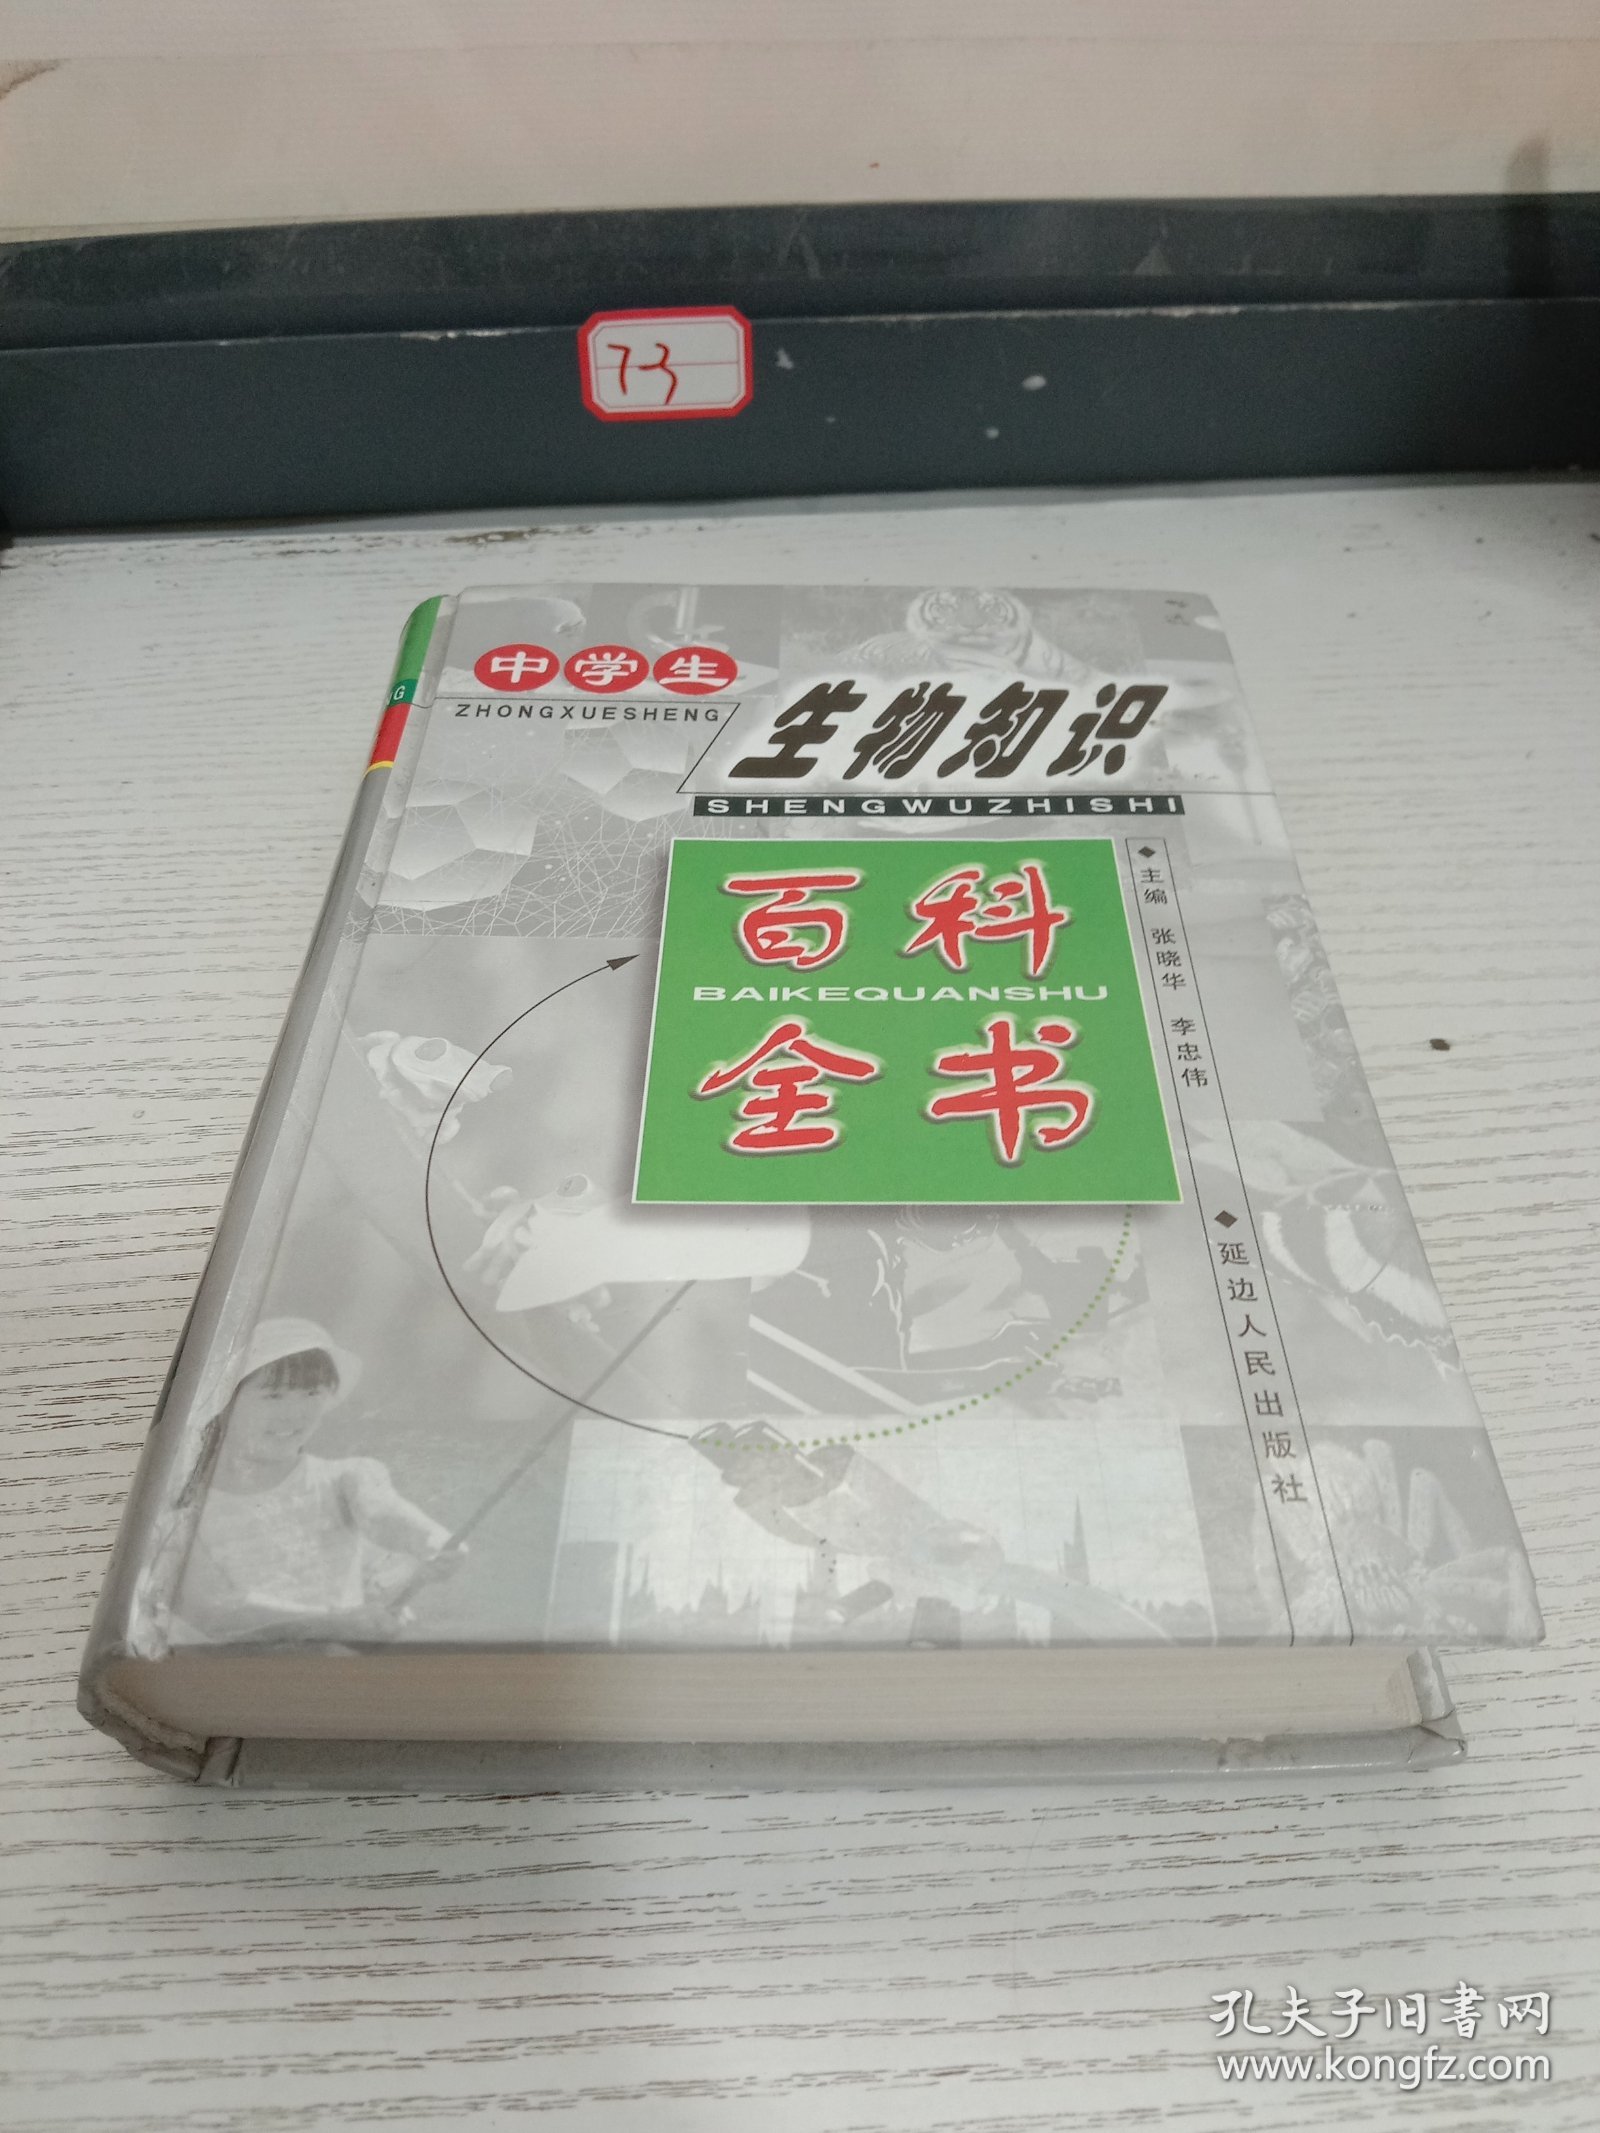 73
中学生
ZHONGXUESHENG
生物知识
SHENGWUZHISHI
百科
BAIKEQUANSHU
全书
◆主编 张晓华 李忠伟
◆延边人民出版社
孔夫子旧书网
www.kongfz.com